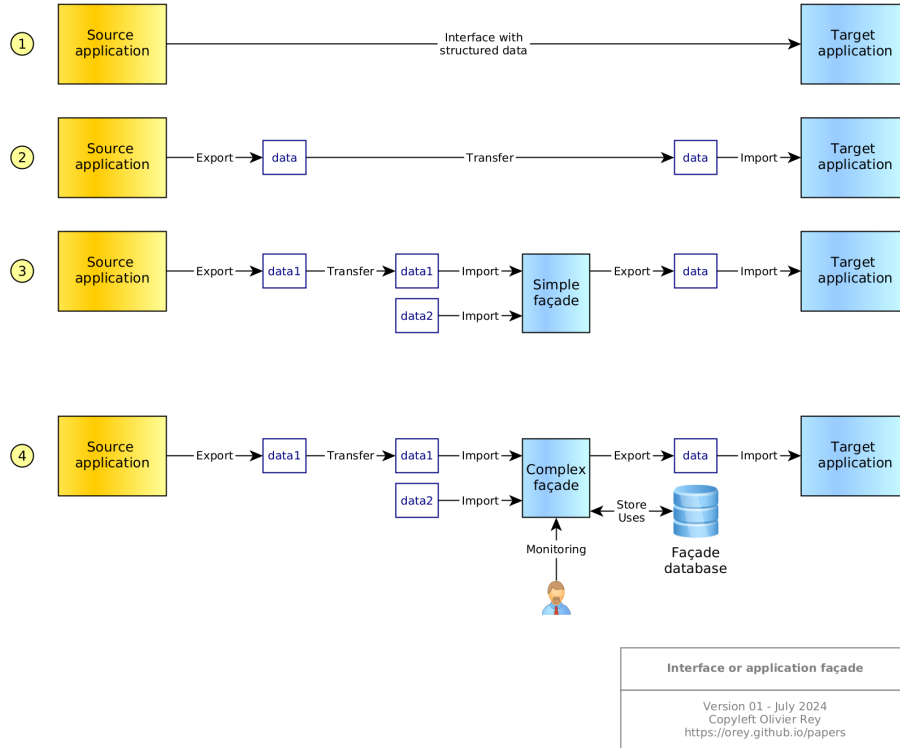 1
Source
application
Interface with
structured data
Target
application
2
Source
application
Export
data
Transfer
data
Import
Target
application
3
Source
application
Export
data1
Transfer
data1
Import
data2
Import
Simple
façade
Export
data
Import
Target
application
4
Source
application
Export
data1
Transfer
data1
Import
data2
Import
Complex
façade
Export
data
Import
Target
application
Store
Uses
Façade
database
Monitoring
Interface or application façade
Version 01 - July 2024
Copyleft Olivier Rey
https://orey.github.io/papers